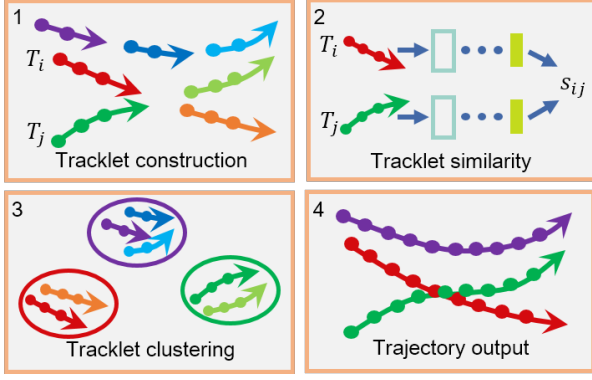 1
T_i
T_j
Tracklet construction
2
T_i
s_ij
T_j
Tracklet similarity
3
Tracklet clustering
4
Trajectory output